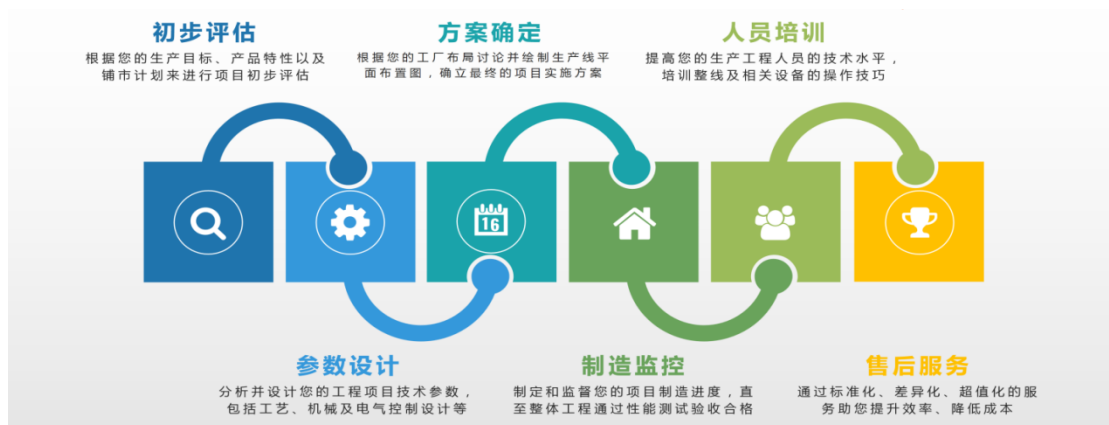 初步评估
根据您的生产目标、产品特性以及
铺市计划来进行项目初步评估
方案确定
根据您的工厂布局讨论并绘制生产线平
面布置图，确立最终的项目实施方案
人员培训
提高您的生产工程人员的技术水平，
培训整线及相关设备的操作技巧
16
参数设计
分析并设计您的工程项目技术参数，
包括工艺、机械及电气控制设计等
制造监控
制定和监督您的项目制造进度，直
至整体工程通过性能测试验收合格
售后服务
通过标准化、差异化、超值化的服
务助您提升效率、降低成本